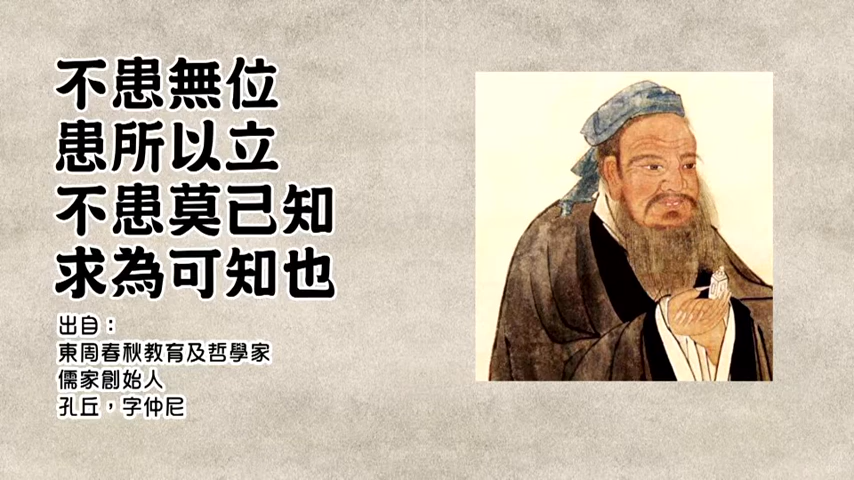 不患無位
患所以立
不患莫己知
求為可知也
出自：
東周春秋教育及哲學家
儒家創始人
孔丘，字仲尼